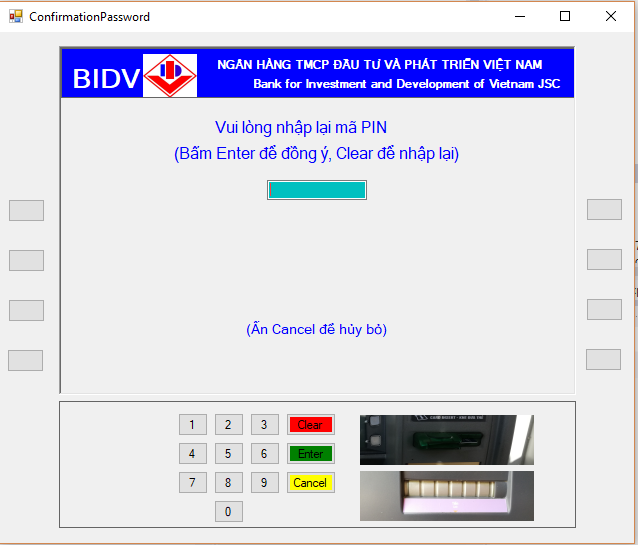 ConfirmationPassword
BIDV
NGÂN HÀNG TMCP ĐẦU TƯ VÀ PHÁT TRIỂN VIỆT NAM
Bank for Investment and Development of Vietnam JSC
Vui lòng nhập lại mã PIN
(Bấm Enter để đồng ý, Clear để nhập lại)
(Ấn Cancel để hủy bỏ)
1 2 3 Clear
4 5 6 Enter
7 8 9 Cancel
0